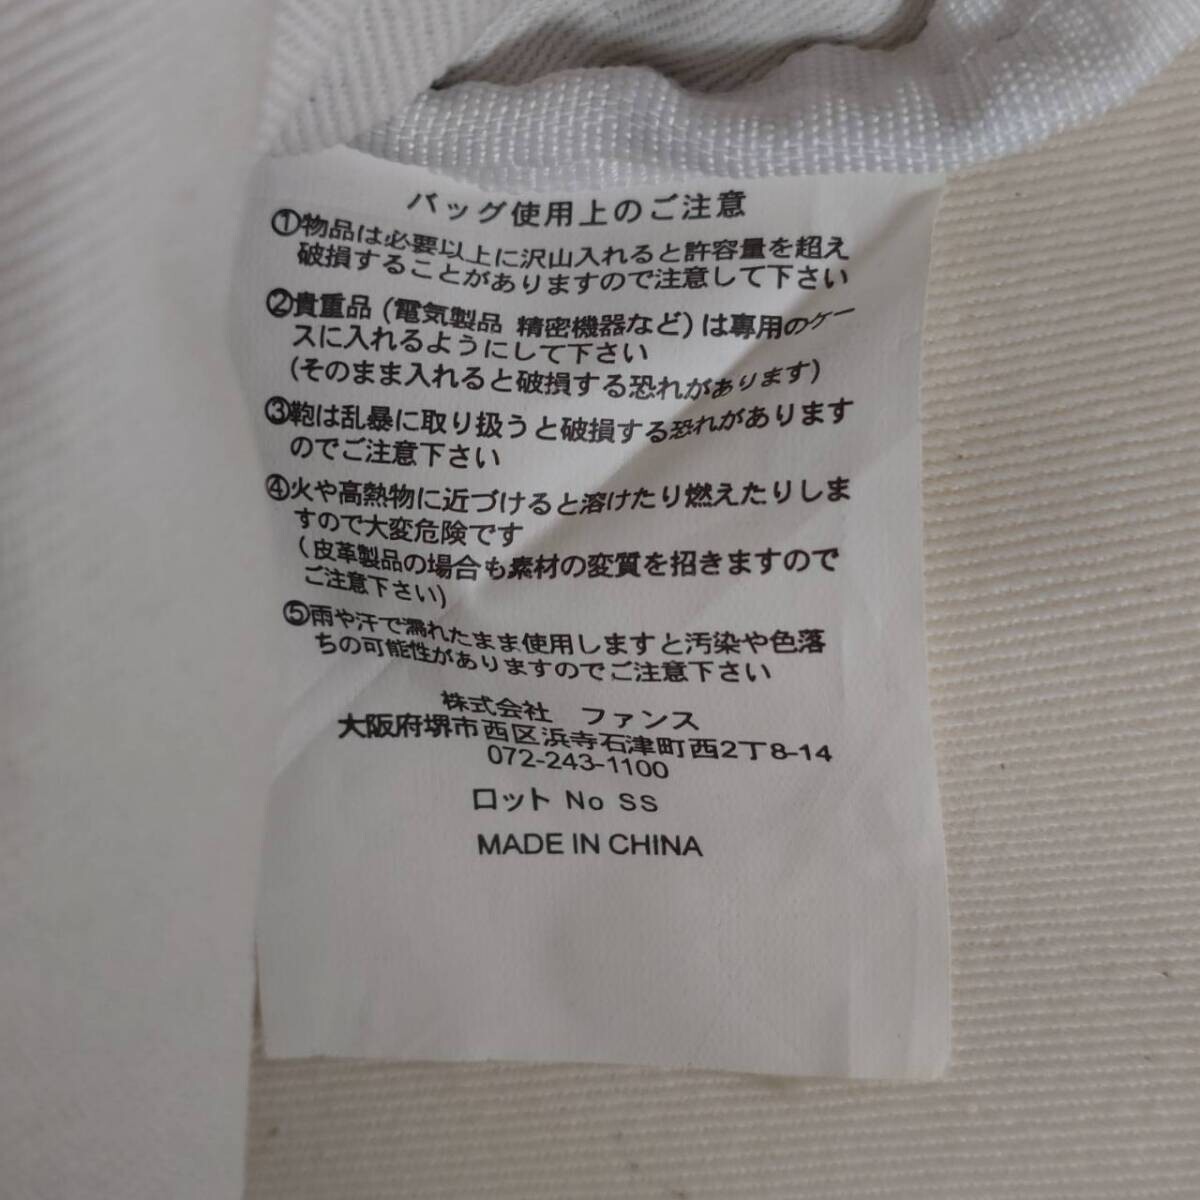 バッグ使用上のご注意
①物品は必要以上に沢山入れると許容量を超え
破損することがありますので注意して下さい
②貴重品(電気製品 精密機器など)は専用のケー
スに入れるようにして下さい
(そのまま入れると破損する恐れがあります)
③鞄は乱暴に取り扱うと破損する恐れがあります
のでご注意下さい
④火や高熱物に近づけると溶けたり燃えたりしま
すので大変危険です
(皮革製品の場合も素材の変質を招きますので
ご注意下さい)
⑤雨や汗で濡れたまま使用しますと汚染や色落
ちの可能性がありますのでご注意下さい
株式会社 ファンス
大阪府堺市西区浜寺石津町西2丁8-14
072-243-1100
ロット No SS
MADE IN CHINA